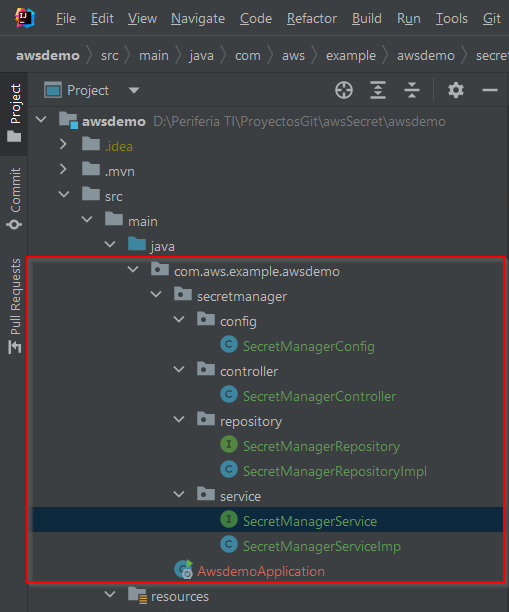 File Edit View Navigate Code Refactor Build Run Tools Git
awsdemo src main java com aws example awsdemo secre
Project
awsdemo D:\Periferia TI\ProyectosGit\awsSecret\awsdemo
.idea
.mvn
src
main
java
com.aws.example.awsdemo
secretmanager
config
SecretManagerConfig
controller
SecretManagerController
repository
SecretManagerRepository
SecretManagerRepositoryImpl
service
SecretManagerService
SecretManagerServiceImp
AwsdemoApplication
resources
Project
Commit
Pull Requests